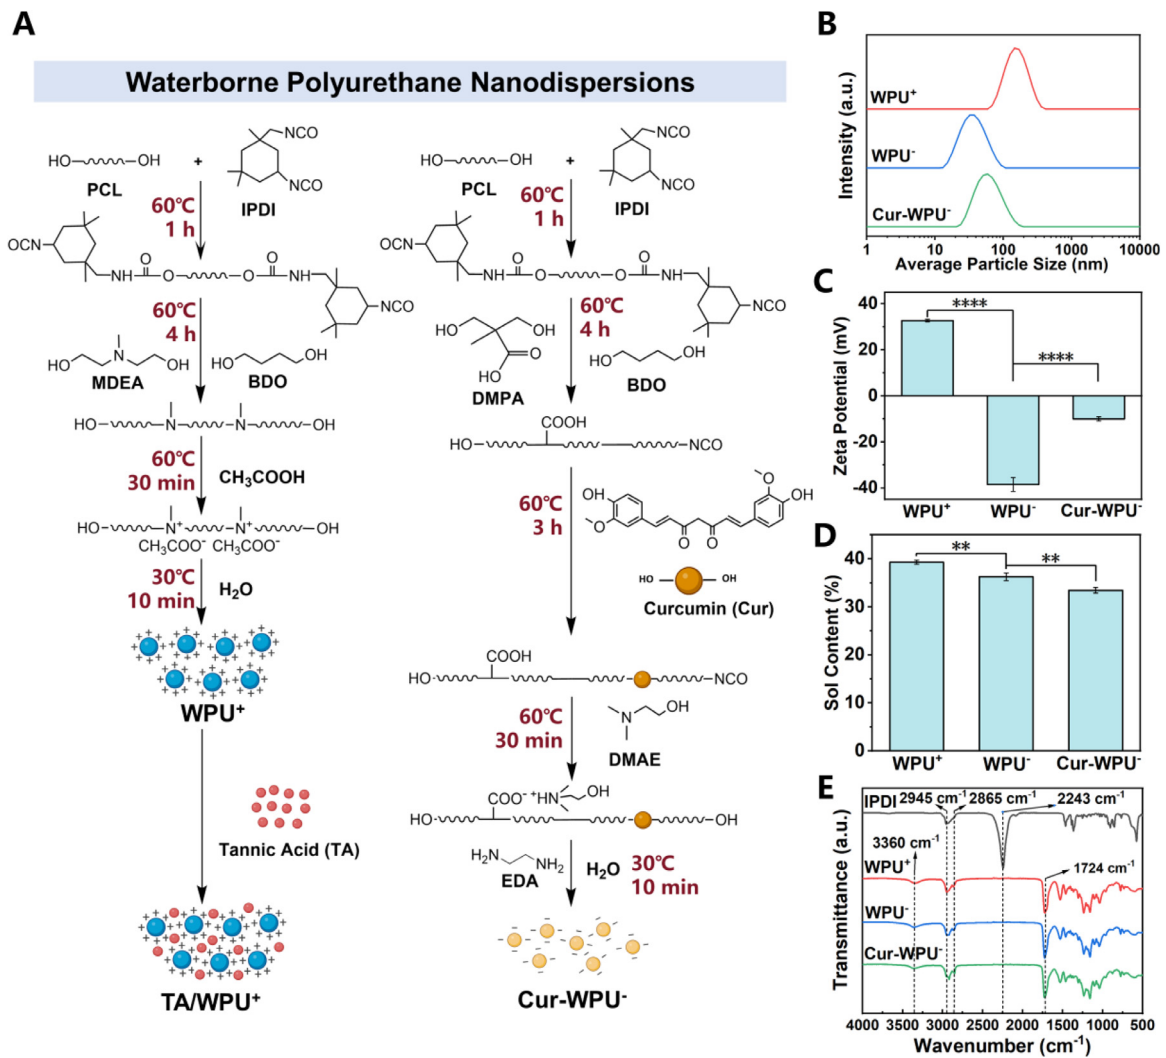 A
Waterborne Polyurethane Nanodispersions
HO
OH
+
NCO
NCO
PCL
IPDI
60℃
1 h
OCN
NH
O
O
O
O
NH
NCO
60℃
4 h
HO
N
OH
MDEA
HO
OH
BDO
HO
N
N
OH
60℃
30 min
CH₃COOH
HO
N⁺
N⁺
OH
CH₃COO⁻ CH₃COO⁻
30℃
10 min
H₂O
WPU⁺
Tannic Acid (TA)
TA/WPU⁺
HO
OH
+
NCO
NCO
PCL
IPDI
60℃
1 h
OCN
NH
O
O
O
O
NH
NCO
60℃
4 h
HO
OH
O
HO
DMPA
HO
OH
BDO
COOH
HO
NCO
60℃
3 h
OH
O
O
O
O
OH
HO
OH
Curcumin (Cur)
COOH
HO
NCO
60℃
30 min
N
OH
DMAE
COO⁻ ⁺HN
OH
HO
OH
H₂N
NH₂
EDA
H₂O
30℃
10 min
Cur-WPU⁻
B
Intensity (a.u.)
WPU⁺
WPU⁻
Cur-WPU⁻
1 10 100 1000 10000
Average Particle Size (nm)
C
Zeta Potential (mV)
40
20
0
-20
-40
****
****
WPU⁺ WPU⁻ Cur-WPU⁻
D
Sol Content (%)
40
30
20
10
0
**
**
WPU⁺ WPU⁻ Cur-WPU⁻
E
Transmittance (a.u.)
IPDI
2945 cm⁻¹
2865 cm⁻¹
2243 cm⁻¹
3360 cm⁻¹
WPU⁺
1724 cm⁻¹
WPU⁻
Cur-WPU⁻
4000 3500 3000 2500 2000 1500 1000 500
Wavenumber (cm⁻¹)